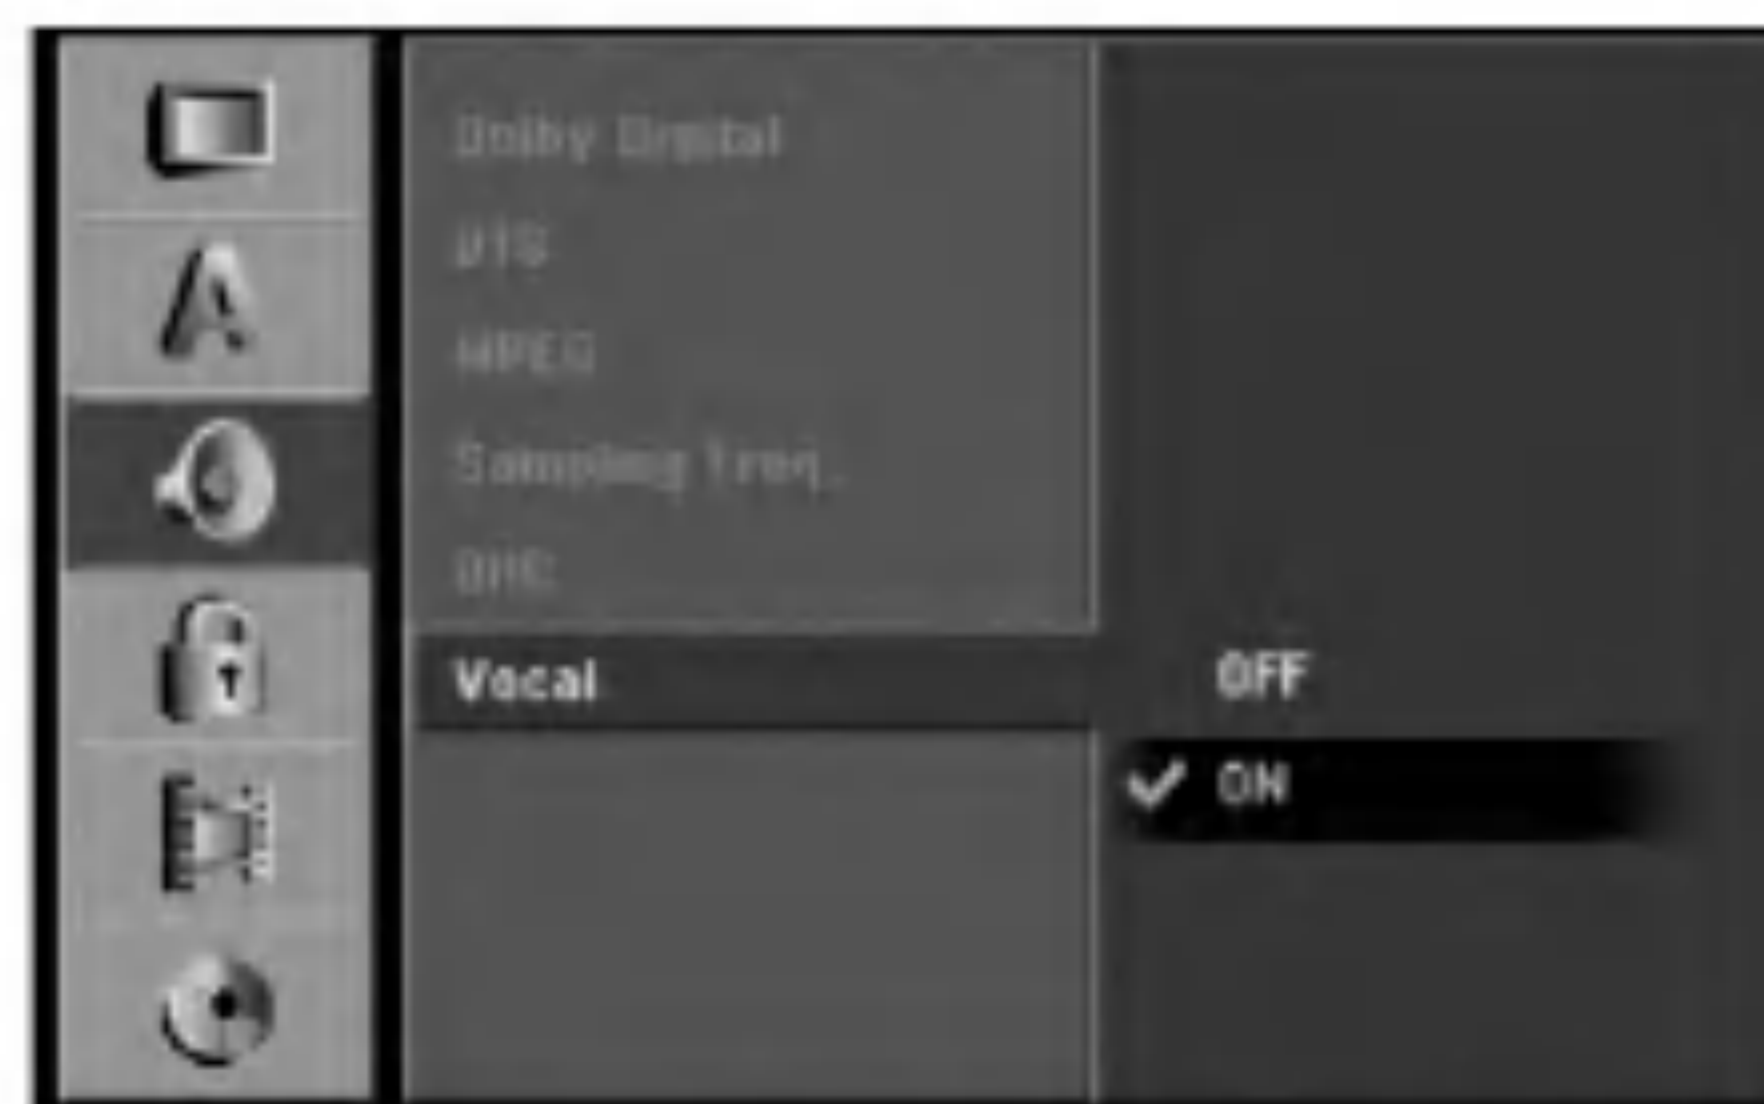 Dolby Digital
DTS
MPEG
Sampling freq.
DRC
Vocal
OFF
ON